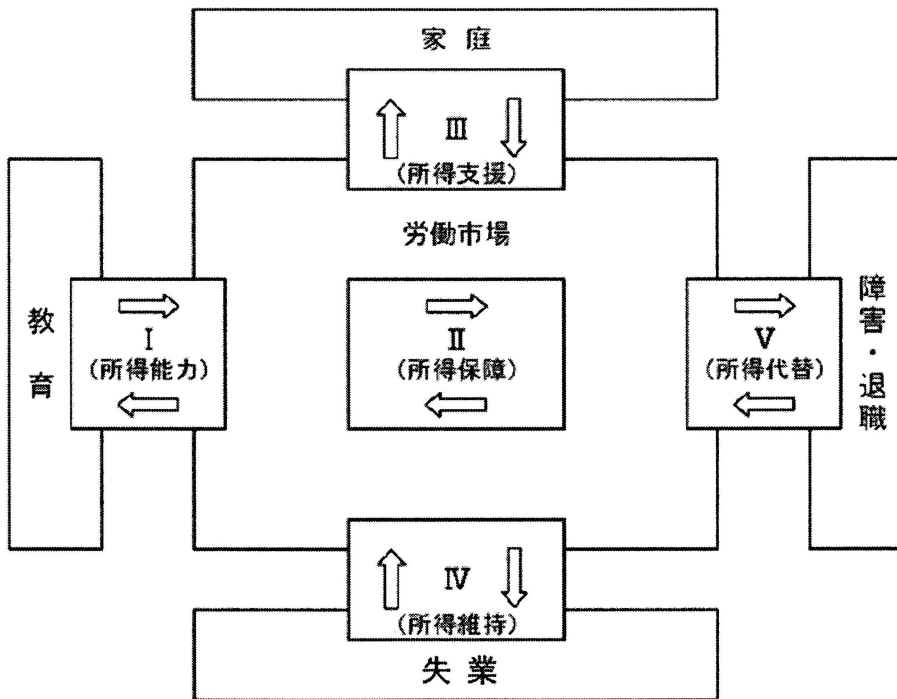 家 庭
Ⅲ
(所得支援)
労働市場
教育
Ⅰ
(所得能力)
Ⅱ
(所得保障)
Ⅴ
(所得代替)
障害・退職
Ⅳ
(所得維持)
失 業